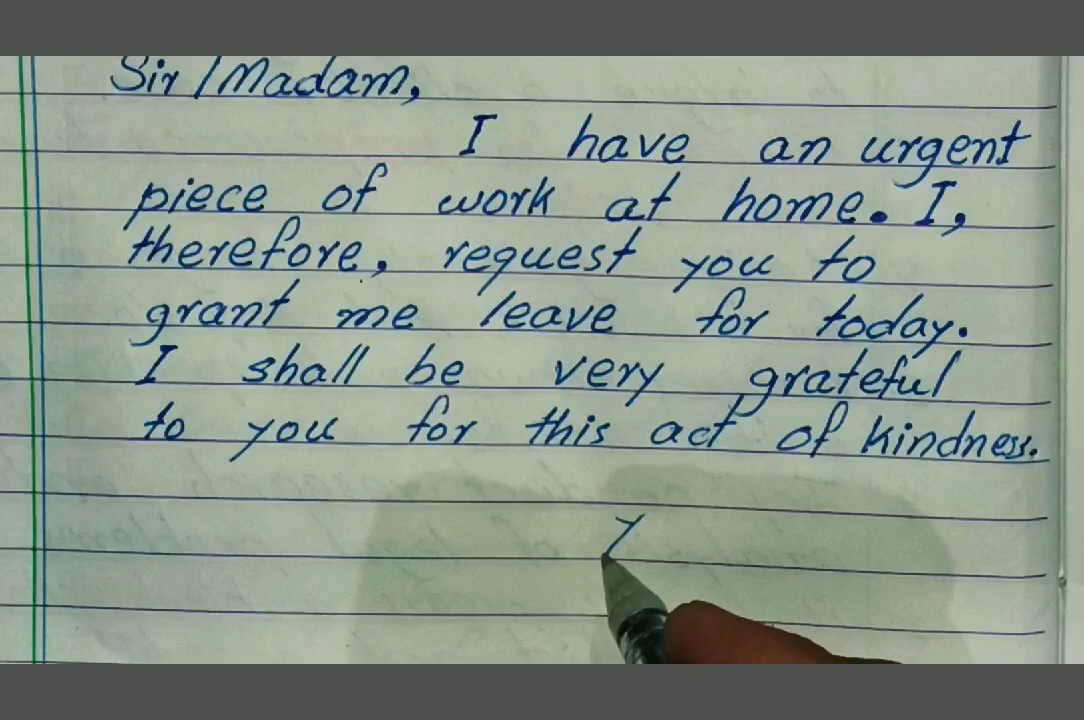 Sir/Madam,
I have an urgent
piece of work at home. I,
therefore, request you to
grant me leave for today.
I shall be very grateful
to you for this act of kindness.
Y